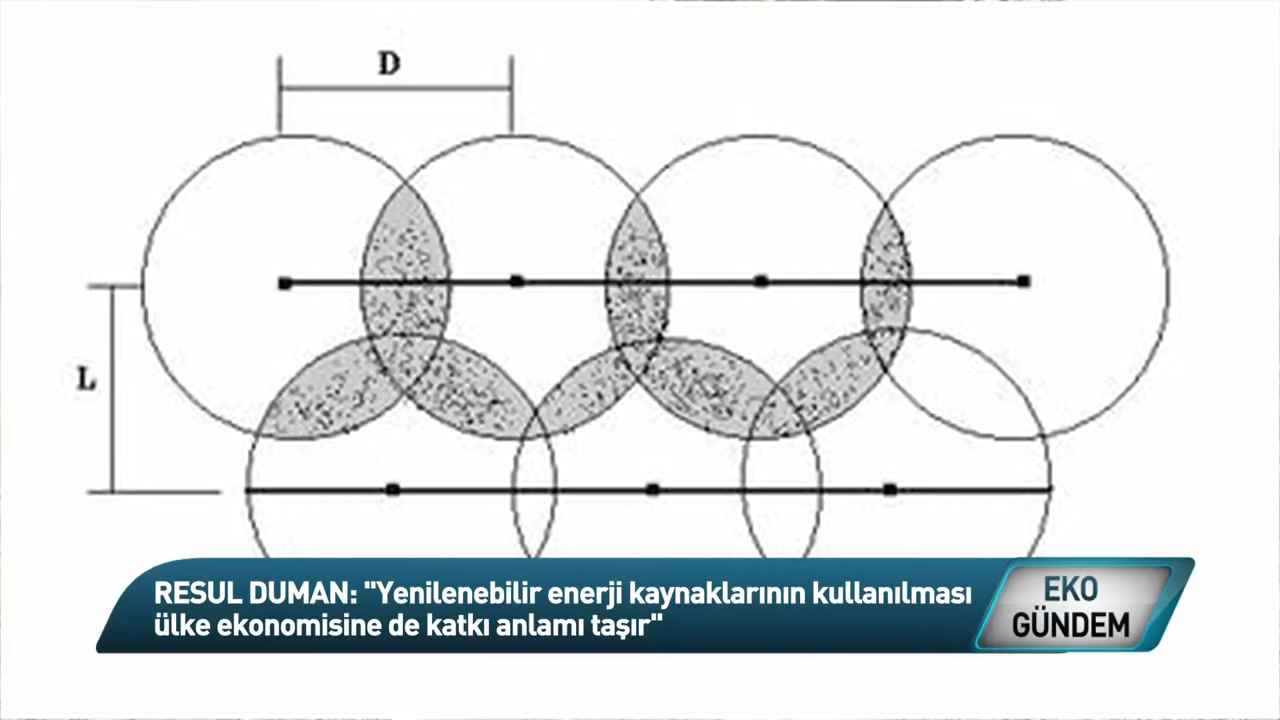 D
L
RESUL DUMAN: "Yenilenebilir enerji kaynaklarının kullanılması
ülke ekonomisine de katkı anlamı taşır"
EKO
GÜNDEM